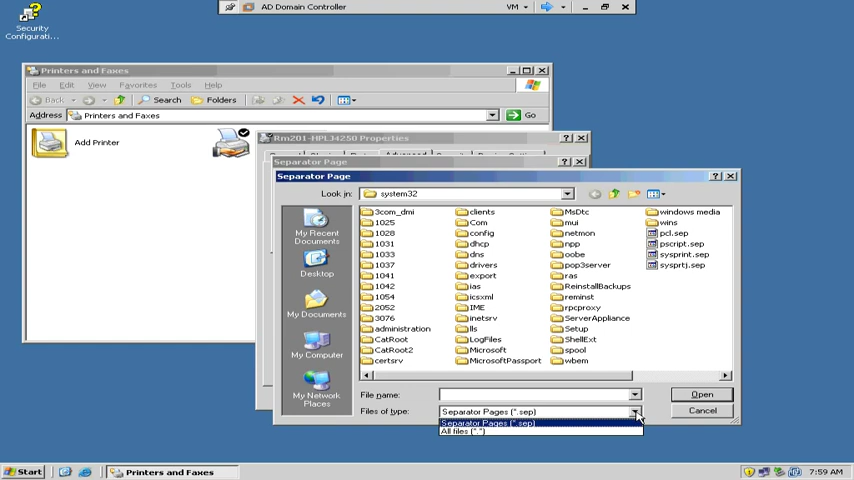 AD Domain Controller
VM
Security
Configurati...
Printers and Faxes
File Edit View Favorites Tools Help
Back Search Folders
Address Printers and Faxes Go
Add Printer
Properties
Advanced
Separator Page
Separator Page
Look in: system32
My Recent
Documents
Desktop
My Documents
My Computer
My Network
Places
3com_dmi
1025
1028
1031
1033
1037
1041
1042
1054
2052
3076
administration
CatRoot
CatRoot2
certsrv
clients
Com
config
dhcp
dns
drivers
export
ias
icsxml
IME
inetsrv
lls
LogFiles
Microsoft
MicrosoftPassport
MsDtc
mui
netmon
npp
oobe
pop3server
ras
ReinstallBackups
reminst
rpcproxy
ServerAppliance
Setup
ShellExt
spool
wbem
windows media
wins
pcl.sep
pscript.sep
sysprint.sep
sysprtj.sep
File name: Open
Files of type: Separator Pages (*.sep) Cancel
Separator Pages (*.sep)
All files (*.*)
Start Printers and Faxes 7:59 AM